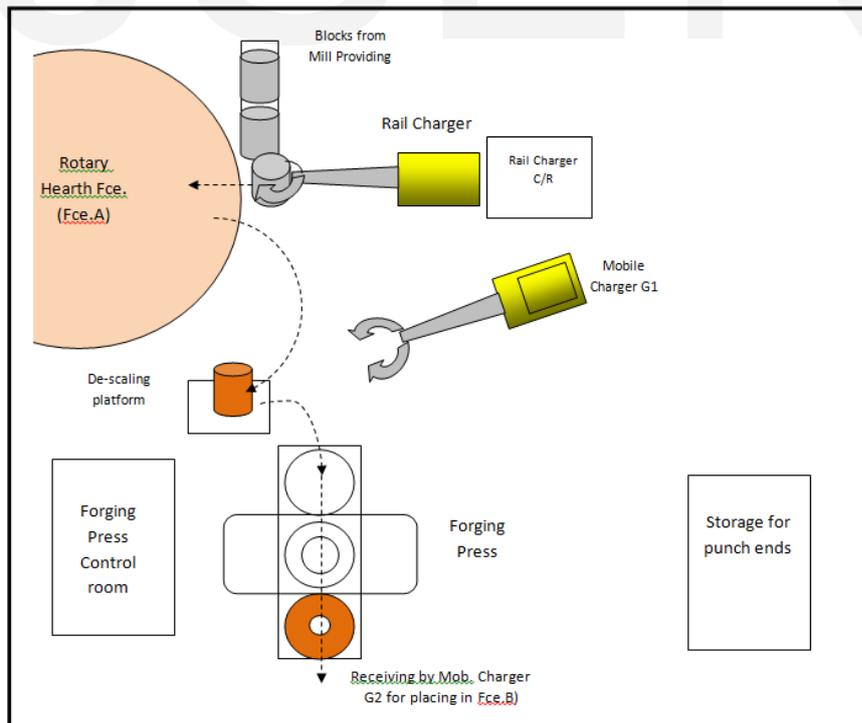 Blocks from
Mill Providing
Rail Charger
Rail Charger
C/R
Rotary
Hearth Fce.
(Fce.A)
Mobile
Charger G1
De-scaling
platform
Forging
Press
Control
room
Forging
Press
Storage for
punch ends
Receiving by Mob. Charger
G2 for placing in Fce.B)